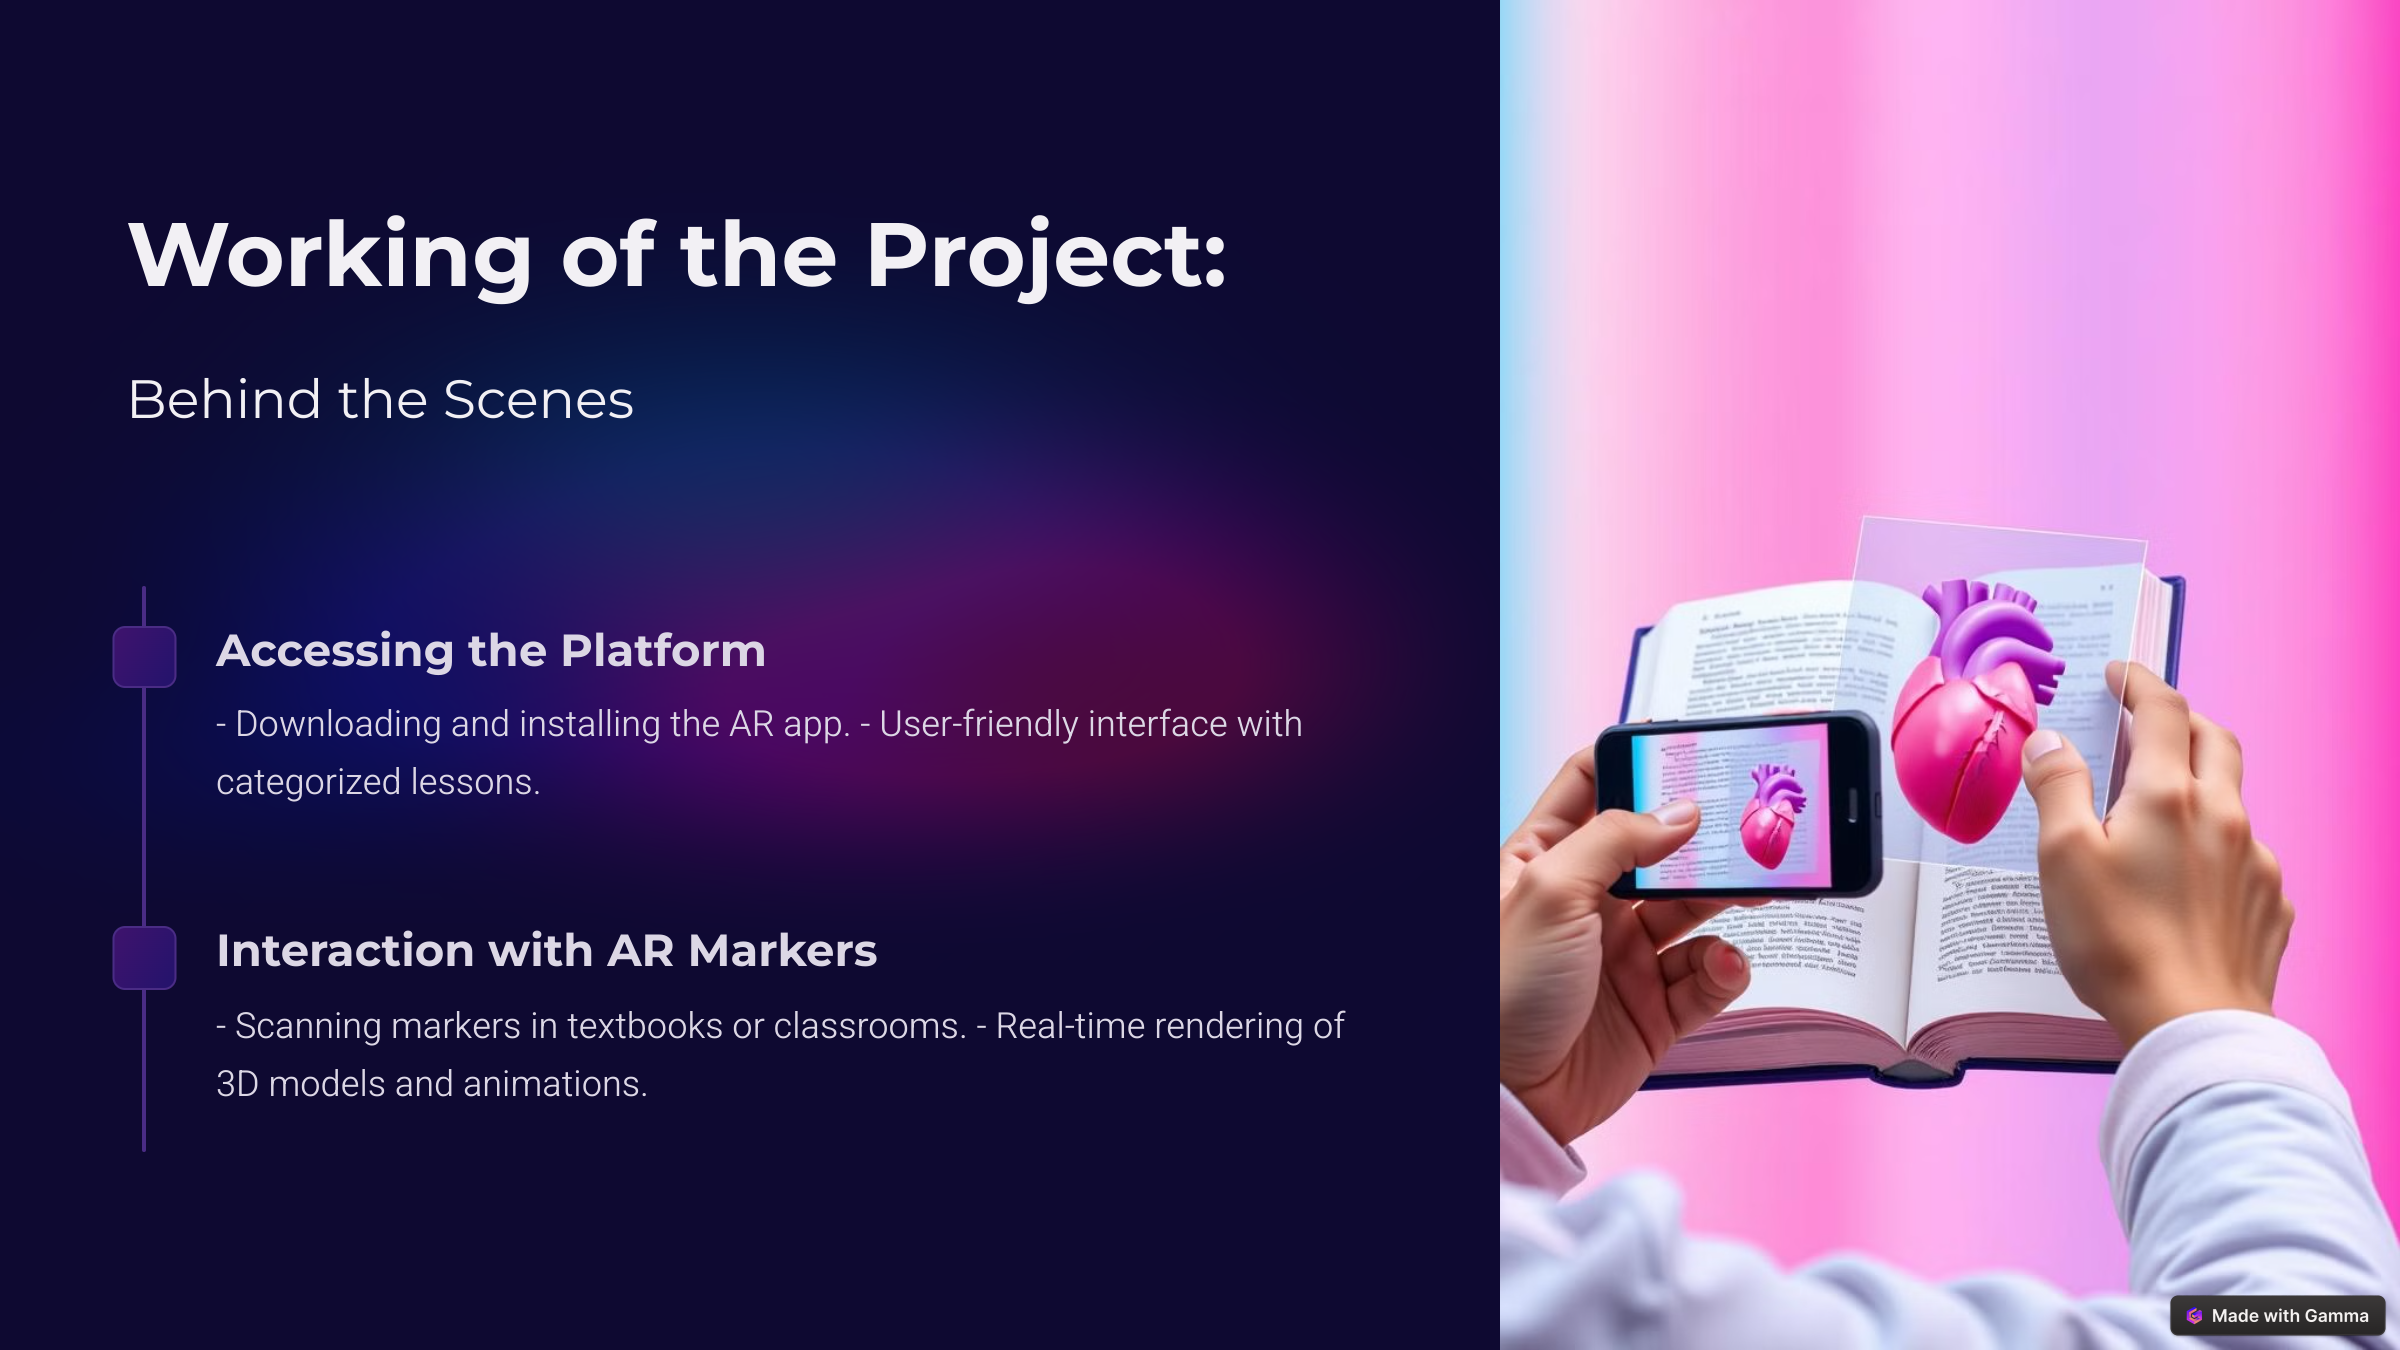 Working of the Project:
Behind the Scenes
Accessing the Platform
- Downloading and installing the AR app. - User-friendly interface with
categorized lessons.
Interaction with AR Markers
- Scanning markers in textbooks or classrooms. - Real-time rendering of
3D models and animations.
Made with Gamma